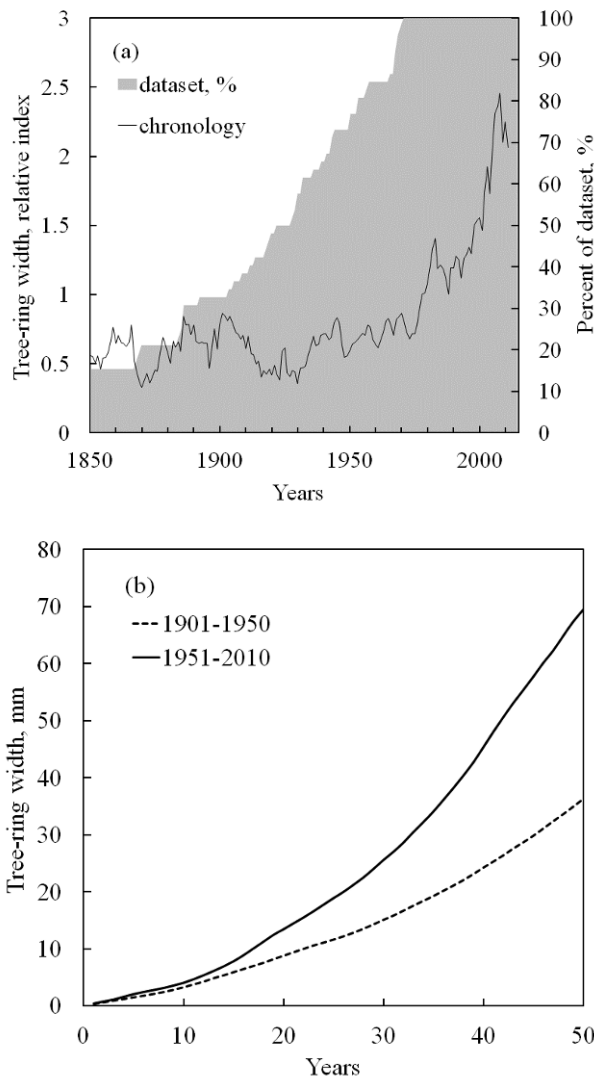 (a)
dataset, %
chronology
3
2.5
2
1.5
1
0.5
0
Tree-ring width, relative index
100
90
80
70
60
50
40
30
20
10
0
Percent of dataset, %
1850 1900 1950 2000
Years
(b)
1901-1950
1951-2010
80
70
60
50
40
30
20
10
0
Tree-ring width, mm
0 10 20 30 40 50
Years